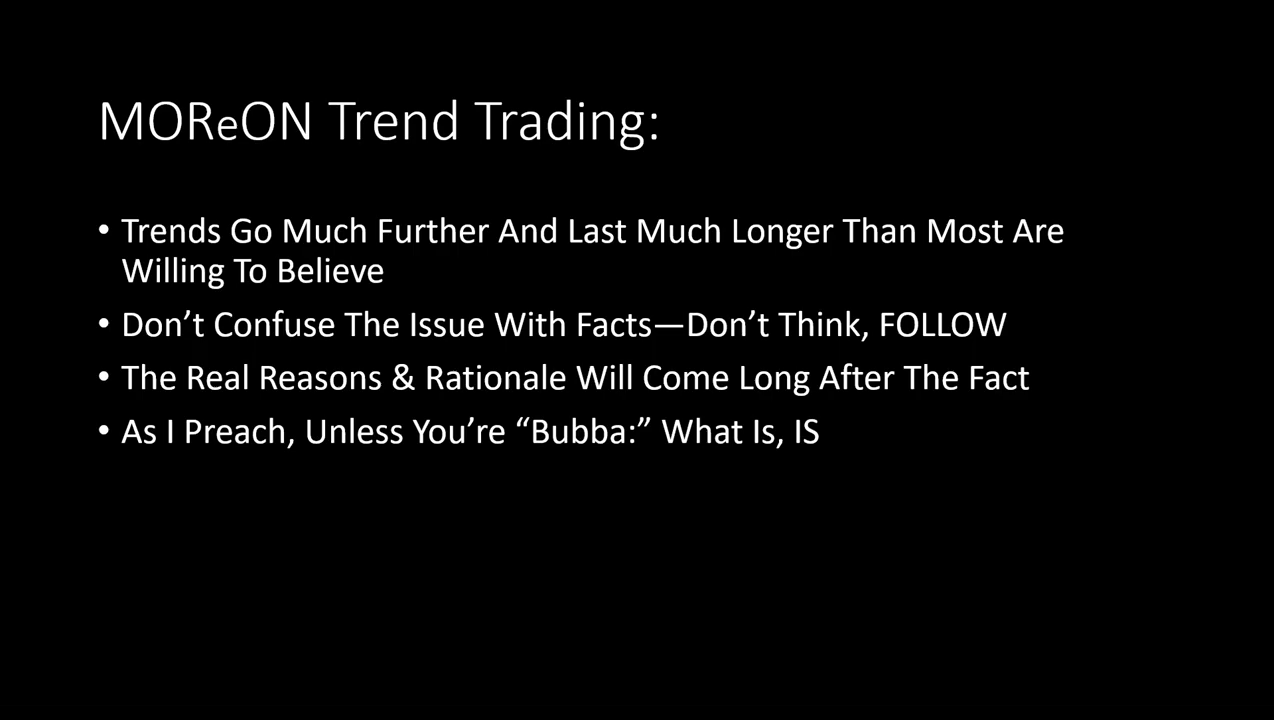 MOReON Trend Trading:
• Trends Go Much Further And Last Much Longer Than Most Are
Willing To Believe
• Don’t Confuse The Issue With Facts—Don’t Think, FOLLOW
• The Real Reasons & Rationale Will Come Long After The Fact
• As I Preach, Unless You’re “Bubba:” What Is, IS